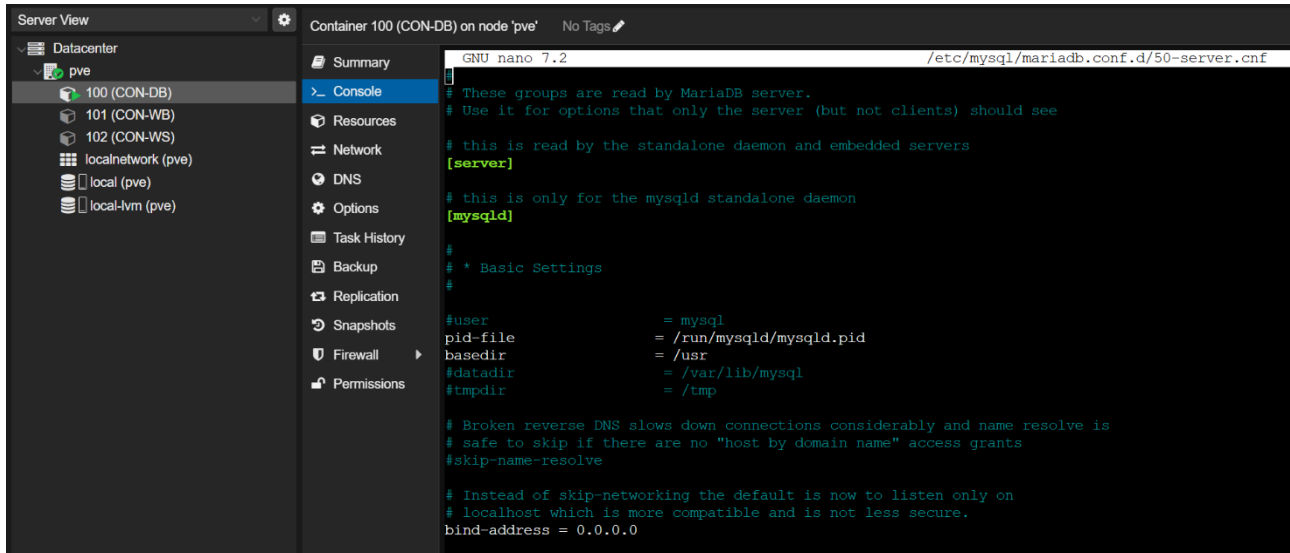 Server View
Container 100 (CON-DB) on node 'pve' No Tags
Datacenter
pve
100 (CON-DB)
101 (CON-WB)
102 (CON-WS)
localnetwork (pve)
local (pve)
local-lvm (pve)
Summary
>_ Console
Resources
Network
DNS
Options
Task History
Backup
Replication
Snapshots
Firewall
Permissions
GNU nano 7.2 /etc/mysql/mariadb.conf.d/50-server.cnf
#
# These groups are read by MariaDB server.
# Use it for options that only the server (but not clients) should see
# this is read by the standalone daemon and embedded servers
[server]
# this is only for the mysqld standalone daemon
[mysqld]
#
# * Basic Settings
#
#user = mysql
pid-file = /run/mysqld/mysqld.pid
basedir = /usr
#datadir = /var/lib/mysql
#tmpdir = /tmp
# Broken reverse DNS slows down connections considerably and name resolve is
# safe to skip if there are no "host by domain name" access grants
#skip-name-resolve
# Instead of skip-networking the default is now to listen only on
# localhost which is more compatible and is not less secure.
bind-address = 0.0.0.0